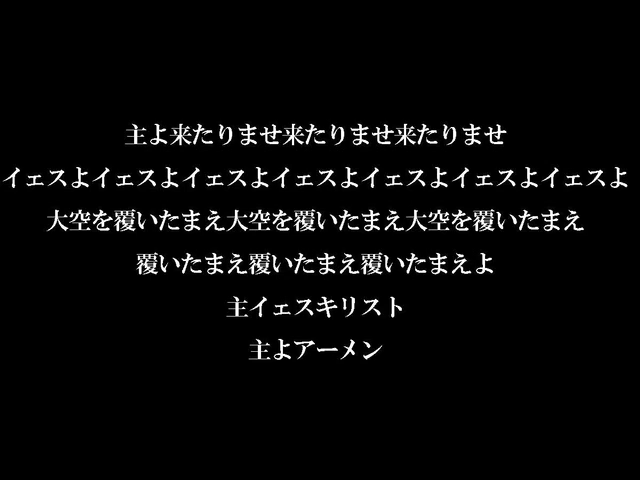 主よ来たりませ来たりませ来たりませ
イェスよイェスよイェスよイェスよイェスよイェスよイェスよ
大空を覆いたまえ大空を覆いたまえ大空を覆いたまえ
覆いたまえ覆いたまえ覆いたまえよ
主イェスキリスト
主よアーメン